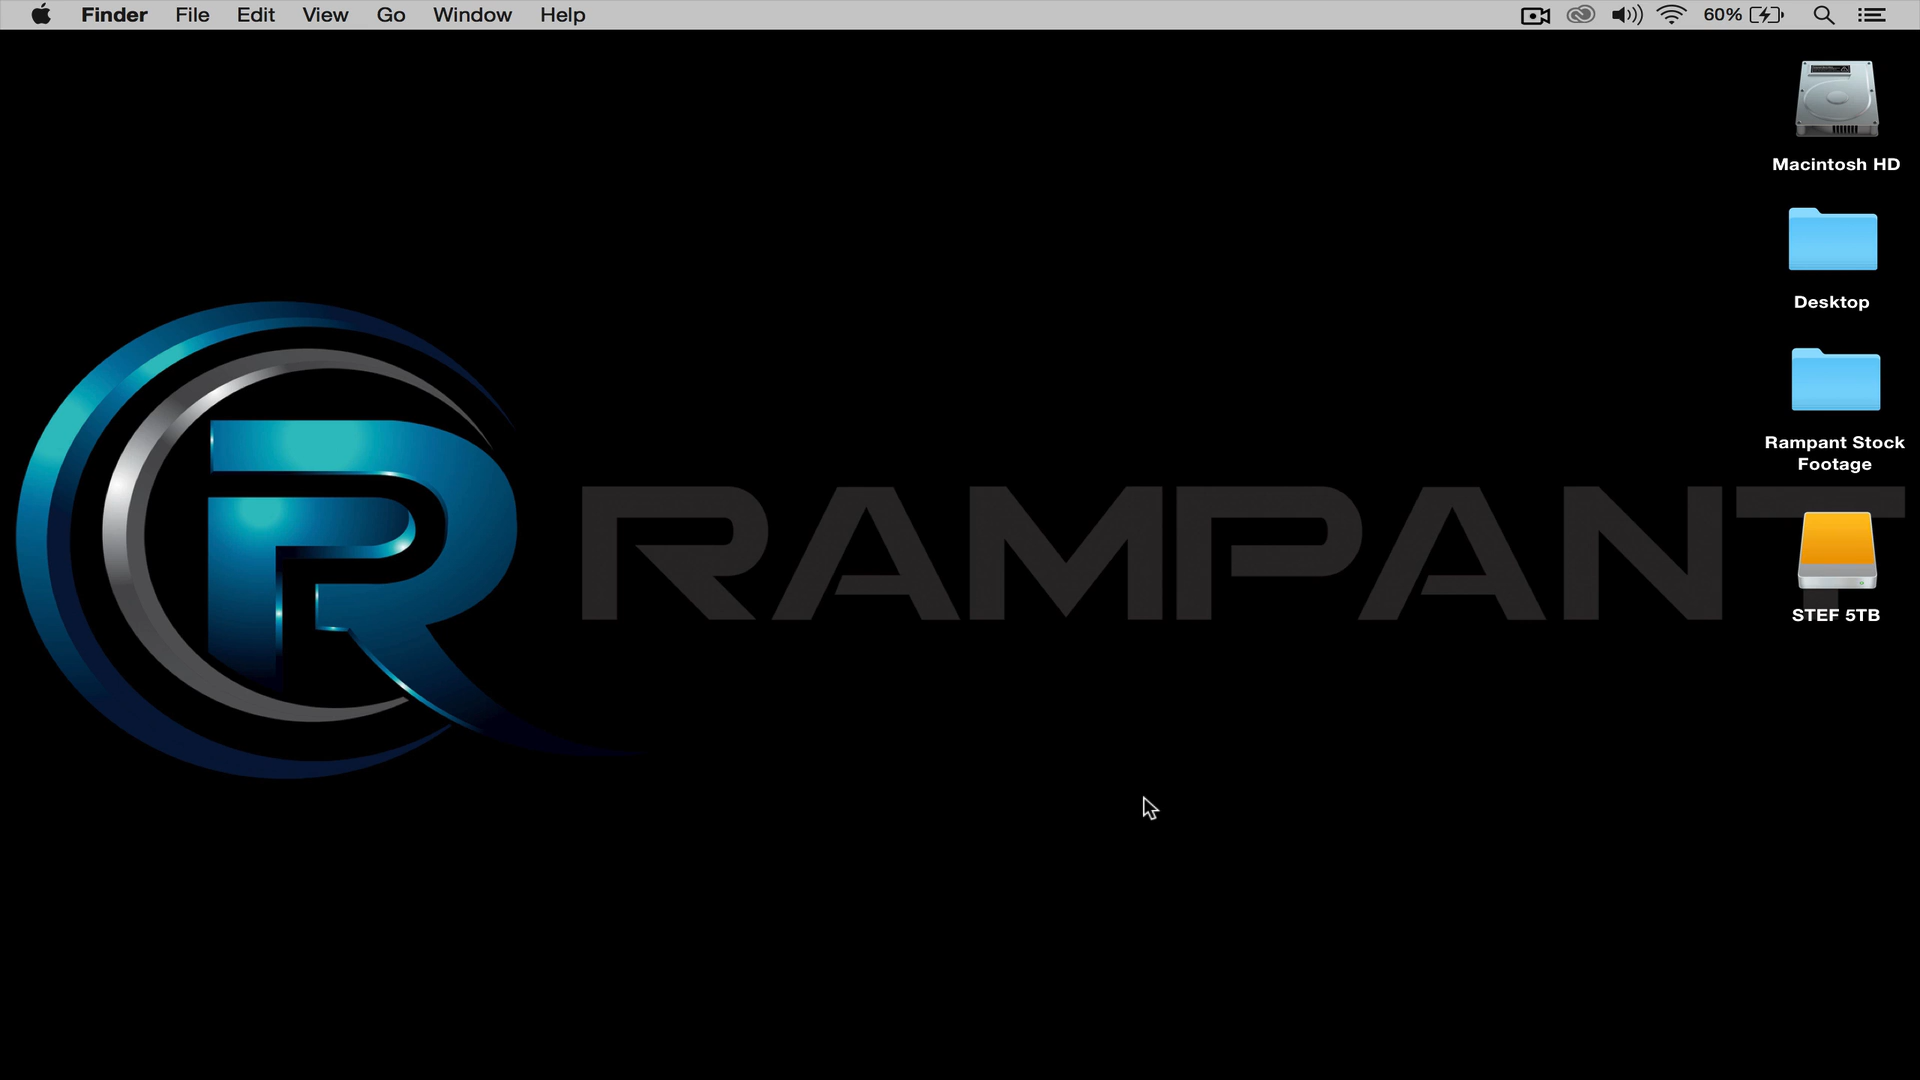 Finder File Edit View Go Window Help 60%
Macintosh HD
Desktop
Rampant Stock
Footage
RAMPANT
STEF 5TB